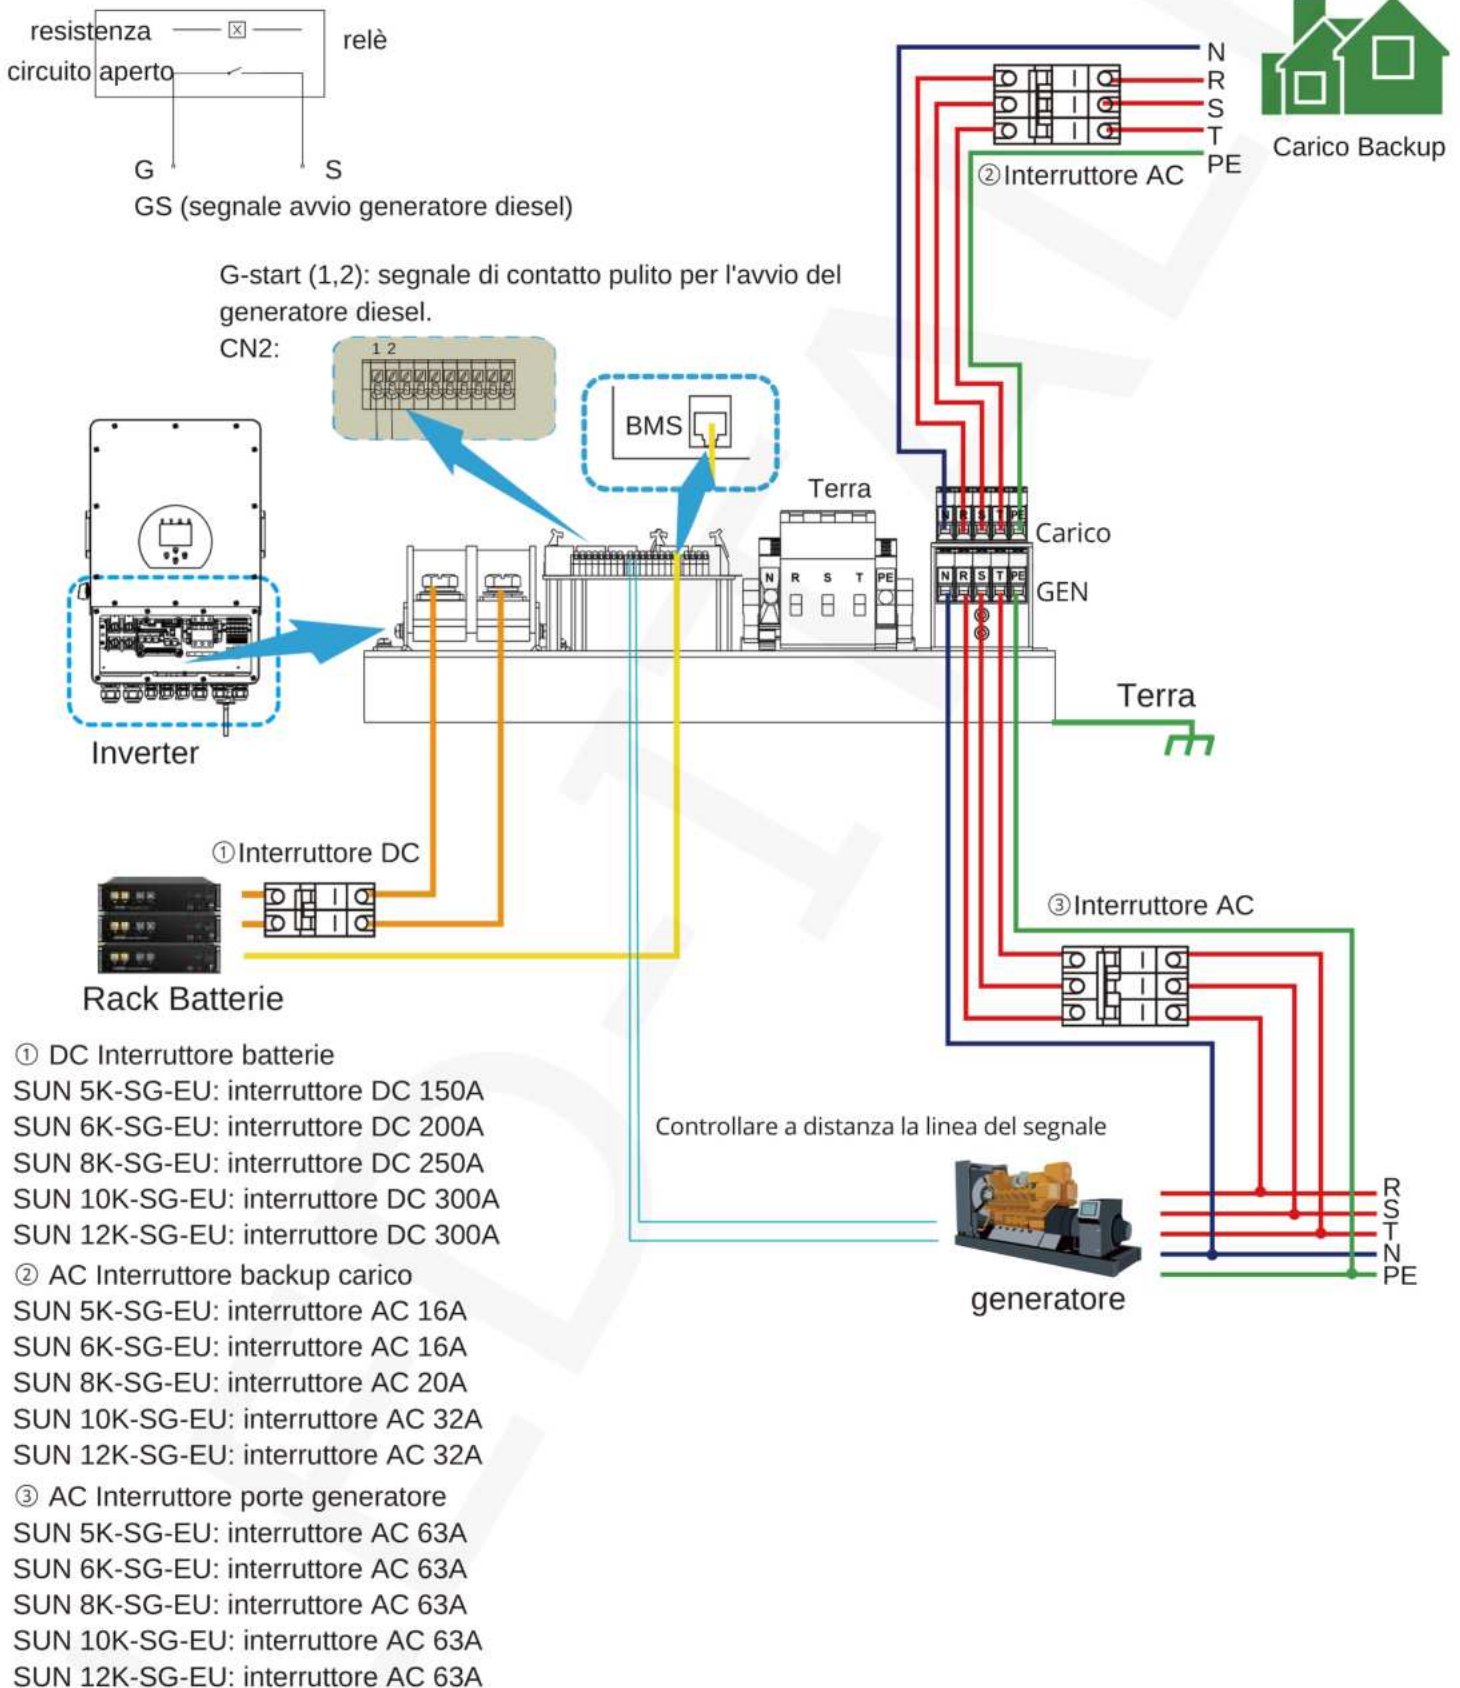 resistenza
relè
circuito aperto
G S
GS (segnale avvio generatore diesel)
G-start (1,2): segnale di contatto pulito per l'avvio del
generatore diesel.
CN2:
1 2
BMS
N
R
S
T
PE
②Interruttore AC
Carico Backup
Terra
N R S T PE
Carico
N R S T PE
N R S T PE
GEN
Terra
Inverter
①Interruttore DC
Rack Batterie
③Interruttore AC
① DC Interruttore batterie
SUN 5K-SG-EU: interruttore DC 150A
SUN 6K-SG-EU: interruttore DC 200A
SUN 8K-SG-EU: interruttore DC 250A
SUN 10K-SG-EU: interruttore DC 300A
SUN 12K-SG-EU: interruttore DC 300A
② AC Interruttore backup carico
SUN 5K-SG-EU: interruttore AC 16A
SUN 6K-SG-EU: interruttore AC 16A
SUN 8K-SG-EU: interruttore AC 20A
SUN 10K-SG-EU: interruttore AC 32A
SUN 12K-SG-EU: interruttore AC 32A
③ AC Interruttore porte generatore
SUN 5K-SG-EU: interruttore AC 63A
SUN 6K-SG-EU: interruttore AC 63A
SUN 8K-SG-EU: interruttore AC 63A
SUN 10K-SG-EU: interruttore AC 63A
SUN 12K-SG-EU: interruttore AC 63A
Controllare a distanza la linea del segnale
generatore
R
S
T
N
PE